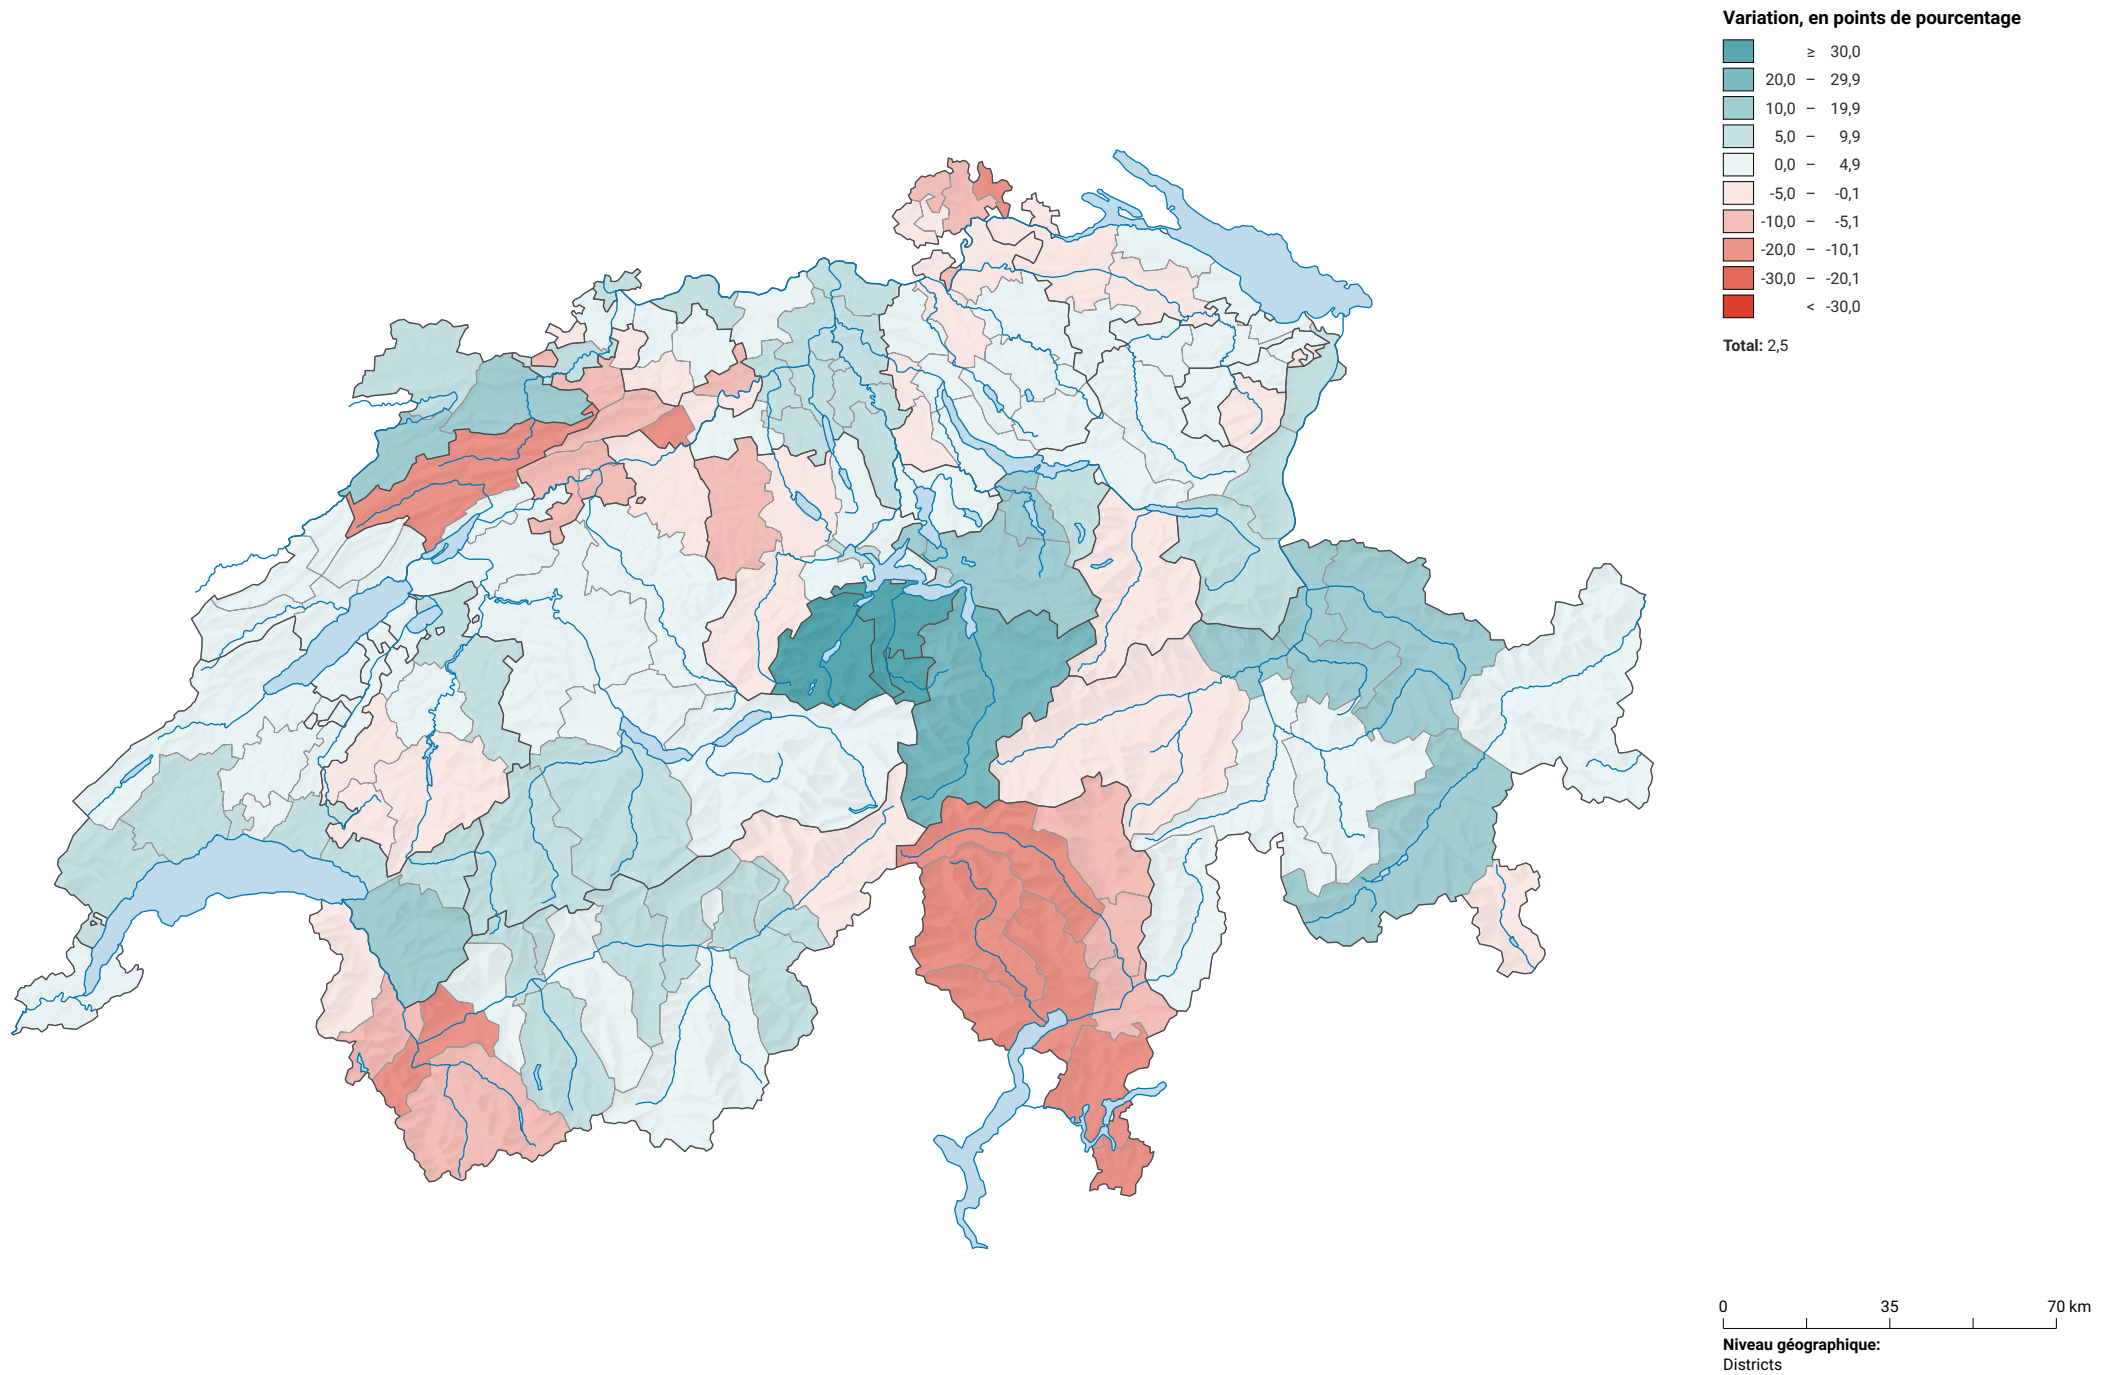 Variation, en points de pourcentage
≥ 30,0
20,0 – 29,9
10,0 – 19,9
5,0 – 9,9
0,0 – 4,9
-5,0 – -0,1
-10,0 – -5,1
-20,0 – -10,1
-30,0 – -20,1
< -30,0
Total: 2,5
0 35 70 km
Niveau géographique:
Districts